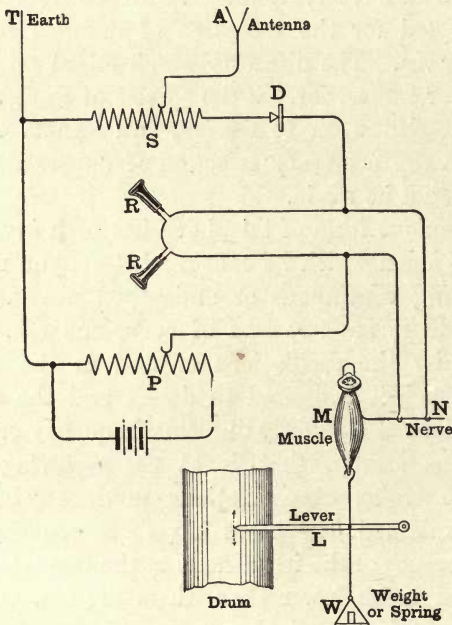 T Earth
A Antenna
D
S
R
R
P
M
Muscle
N
Nerve
Lever
L
Drum
W Weight
or Spring